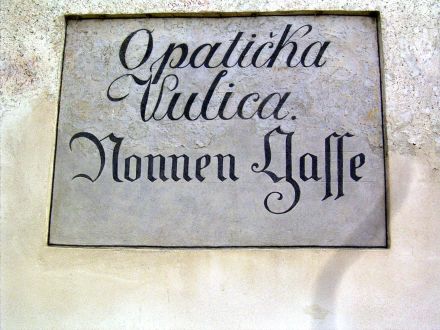 Opatička
Vulica.
Nonnen Gasse